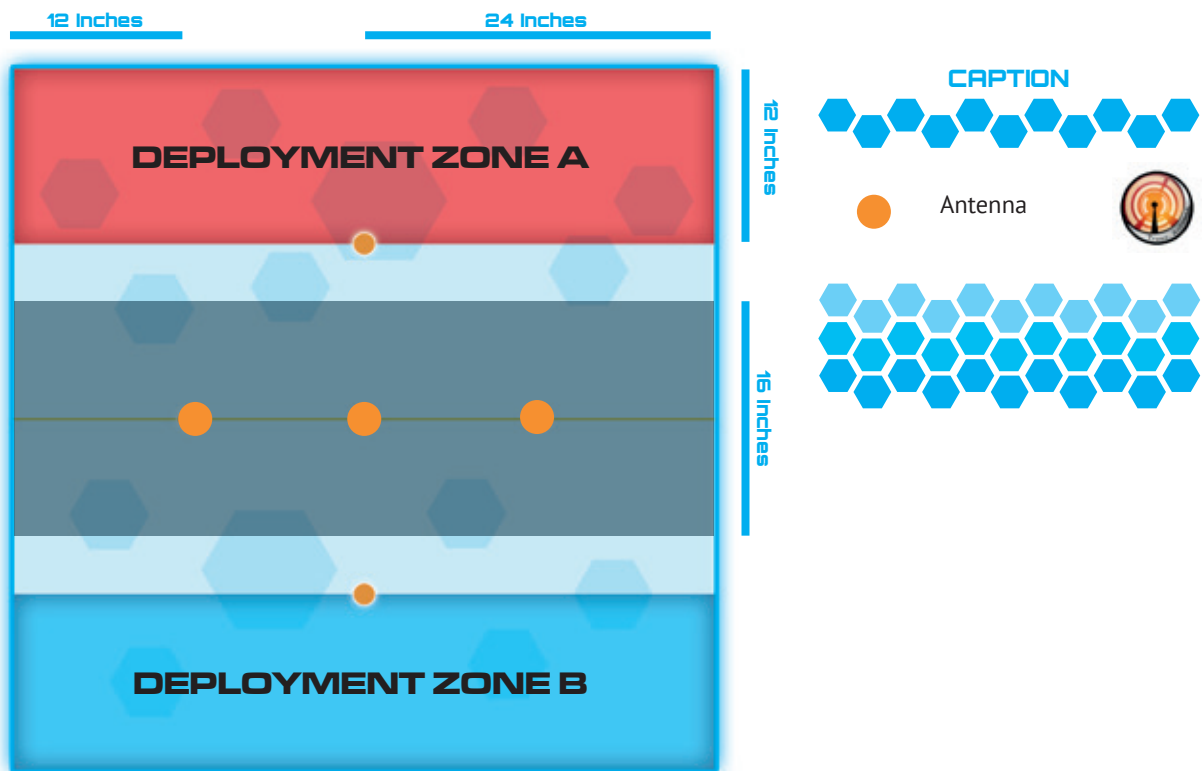 12 Inches
24 Inches
DEPLOYMENT ZONE A
12 Inches
CAPTION
Antenna
16 Inches
DEPLOYMENT ZONE B